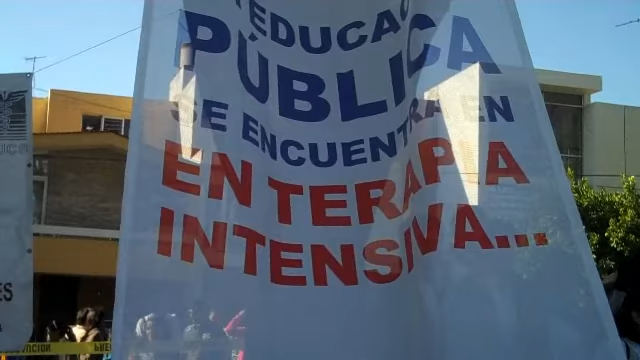 EDUCAC
PÚBLICA
SE ENCUENTRA EN
EN TERAPIA
INTENSIVA...